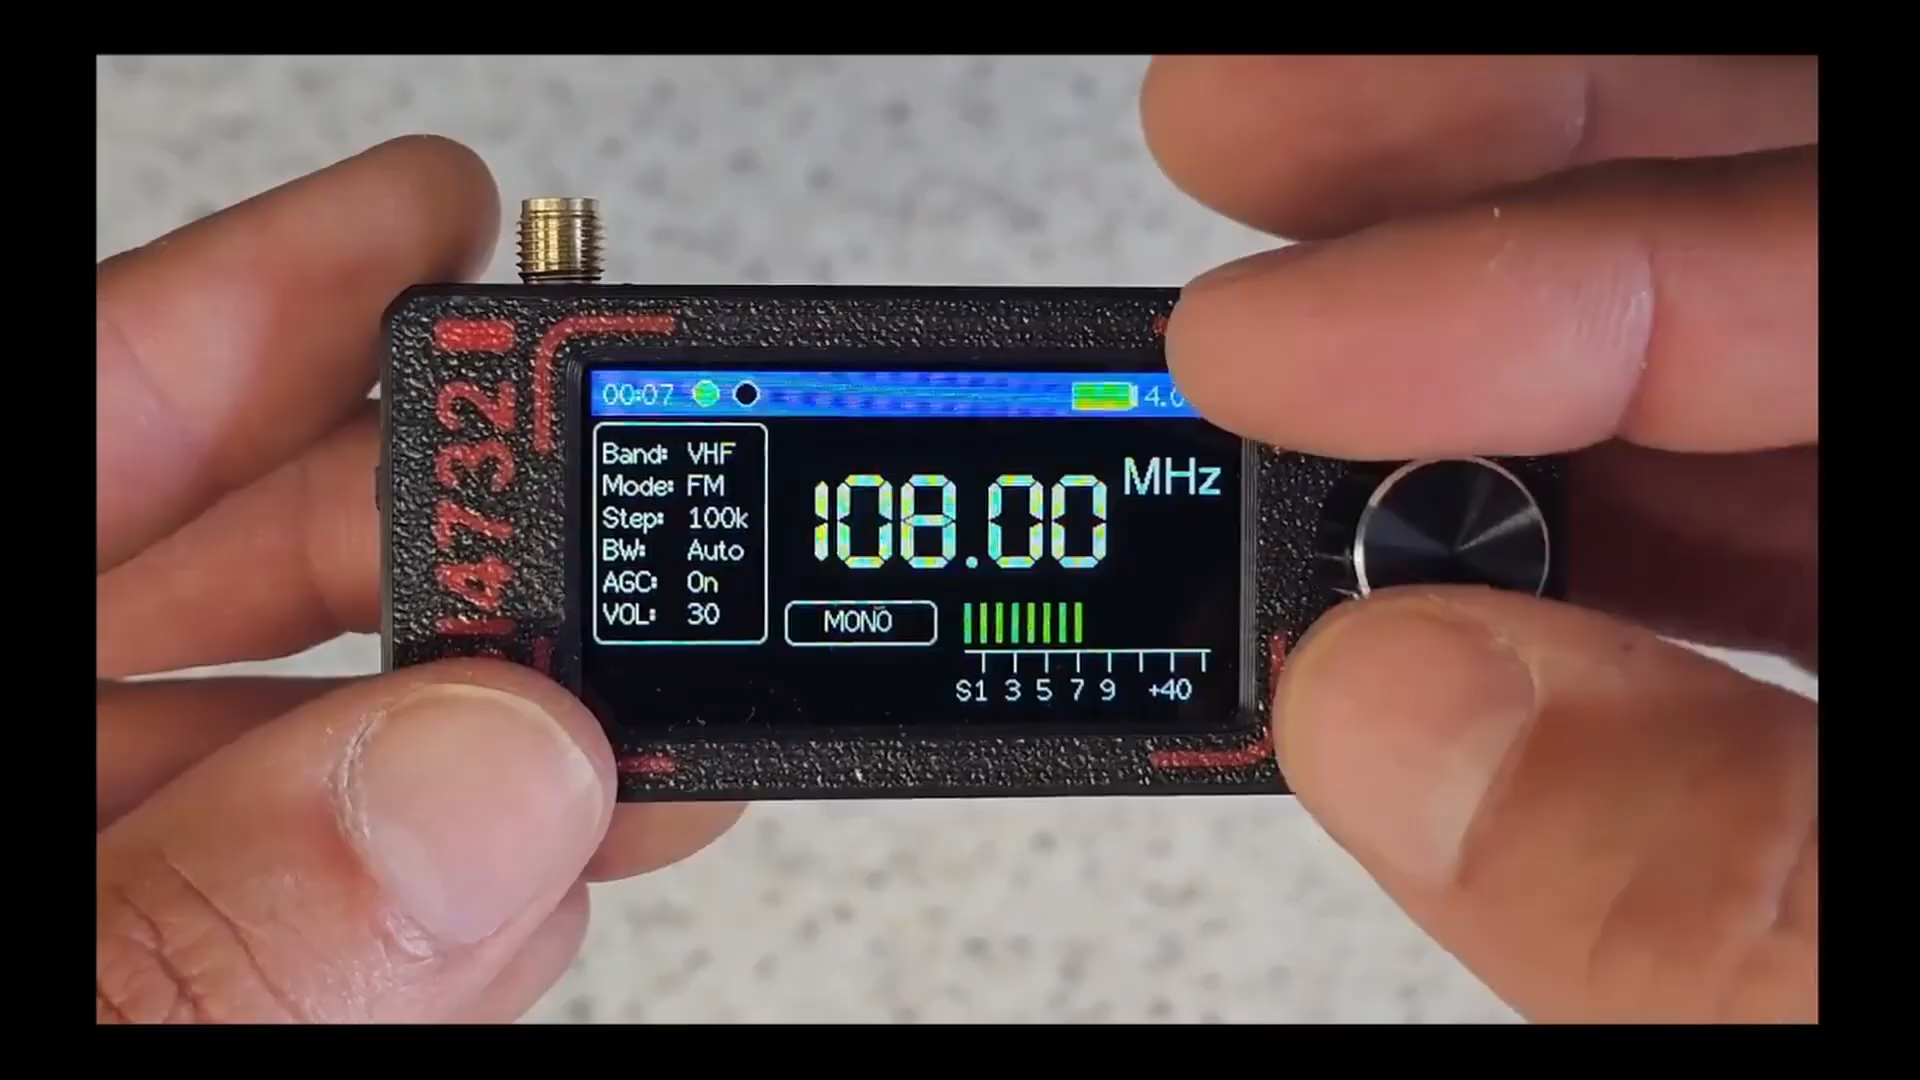 4732
00:07 4.0
Band: VHF
Mode: FM
Step: 100k
BW: Auto
AGC: On
VOL: 30
108.00 MHz
MONO
S1 3 5 7 9 +40